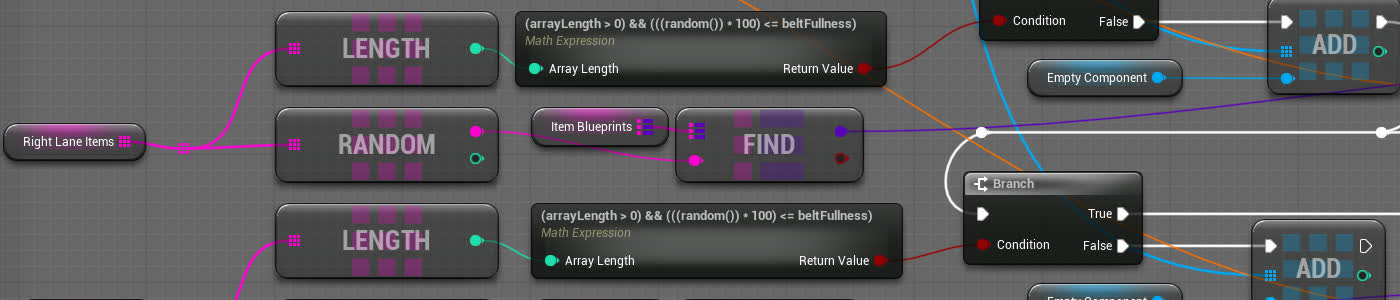 LENGTH
(arrayLength > 0) && (((random()) * 100) <= beltFullness)
Math Expression
Array Length
Return Value
Condition
False
Empty Component
ADD
Right Lane Items
RANDOM
Item Blueprints
FIND
LENGTH
(arrayLength > 0) && (((random()) * 100) <= beltFullness)
Math Expression
Array Length
Return Value
Branch
True
Condition
False
ADD
Empty Component